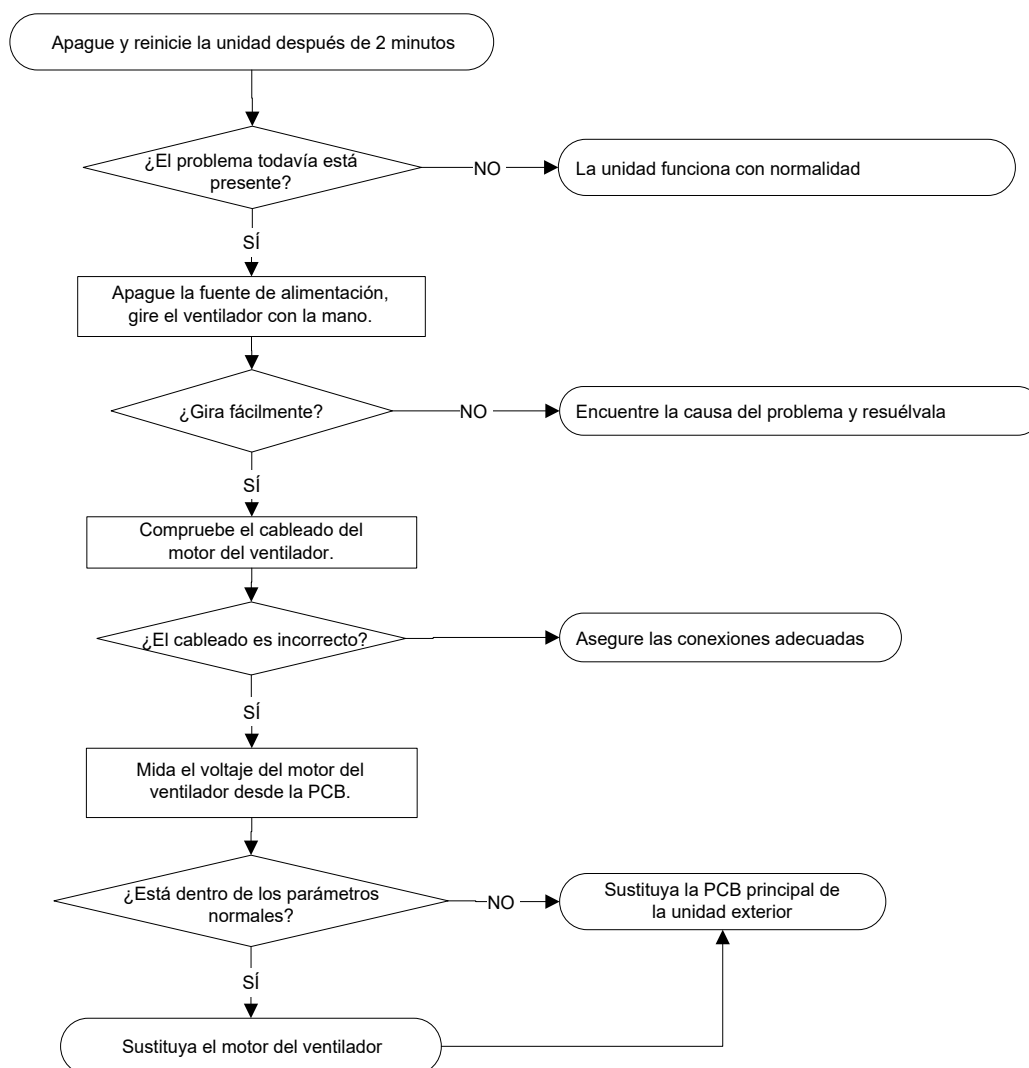 Apague y reinicie la unidad después de 2 minutos
¿El problema todavía está
presente?
NO
La unidad funciona con normalidad
SÍ
Apague la fuente de alimentación,
gire el ventilador con la mano.
¿Gira fácilmente?
NO
Encuentre la causa del problema y resuélvala
SÍ
Compruebe el cableado del
motor del ventilador.
¿El cableado es incorrecto?
Asegure las conexiones adecuadas
SÍ
Mida el voltaje del motor del
ventilador desde la PCB.
¿Está dentro de los parámetros
normales?
NO
Sustituya la PCB principal de
la unidad exterior
SÍ
Sustituya el motor del ventilador